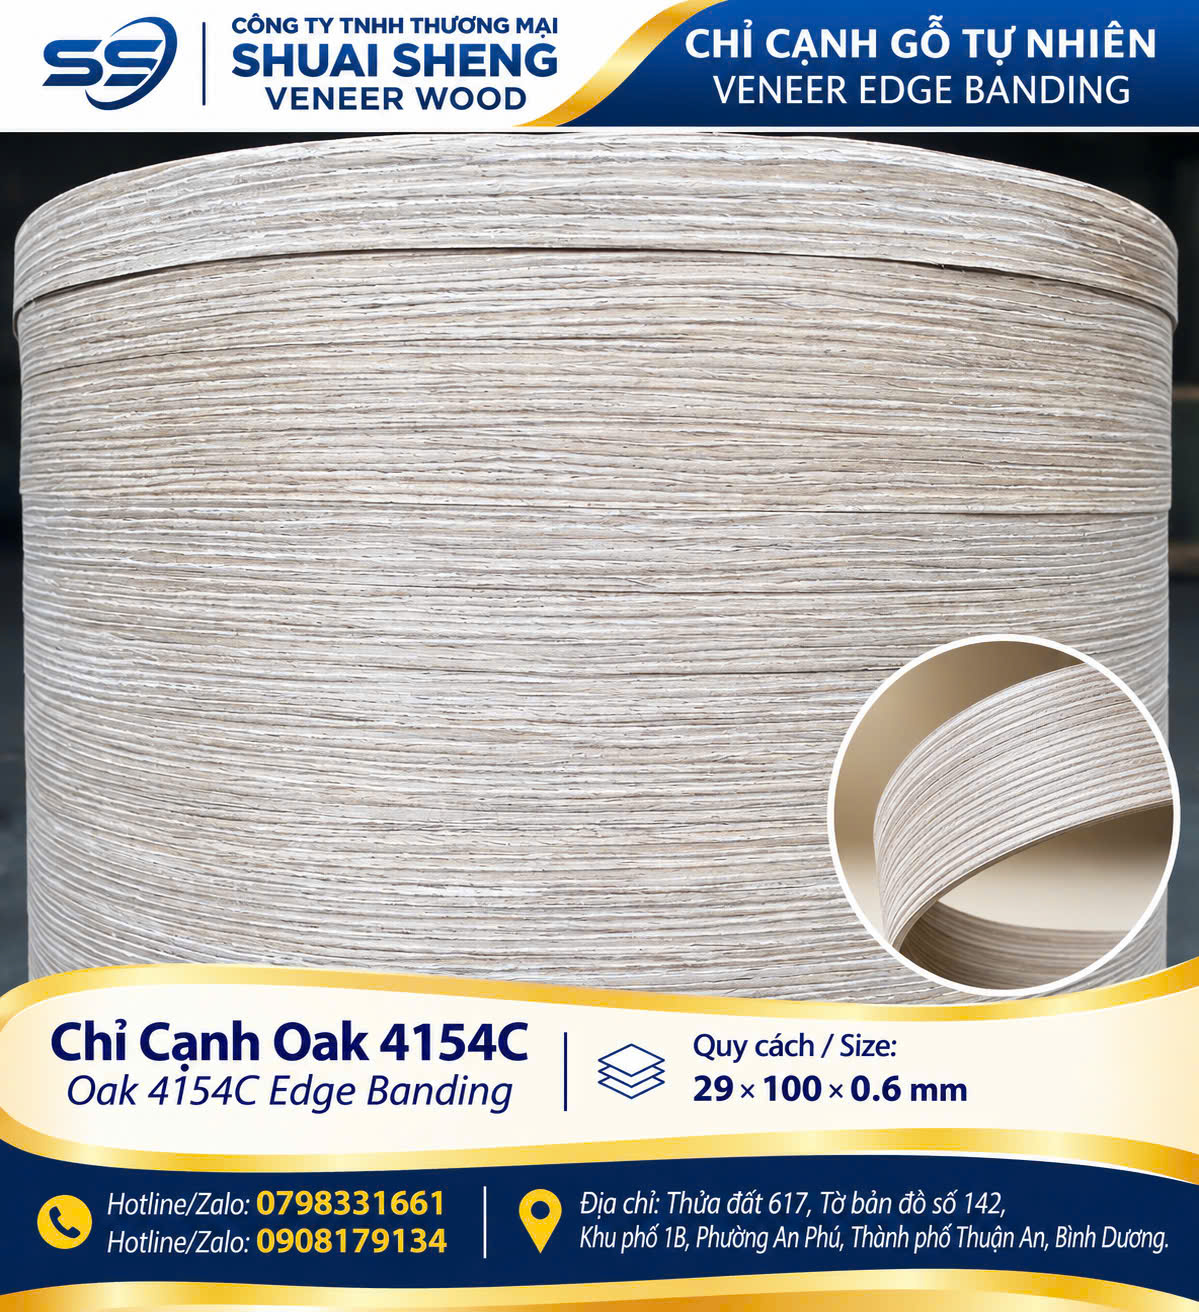 SS
CÔNG TY TNHH THƯƠNG MẠI
SHUAI SHENG
VENEER WOOD
CHỈ CẠNH GỖ TỰ NHIÊN
VENEER EDGE BANDING
Chỉ Cạnh Oak 4154C
Oak 4154C Edge Banding
Quy cách / Size:
29 × 100 × 0.6 mm
Hotline/Zalo: 0798331661
Hotline/Zalo: 0908179134
Địa chỉ: Thửa đất 617, Tờ bản đồ số 142,
Khu phố 1B, Phường An Phú, Thành phố Thuận An, Bình Dương.